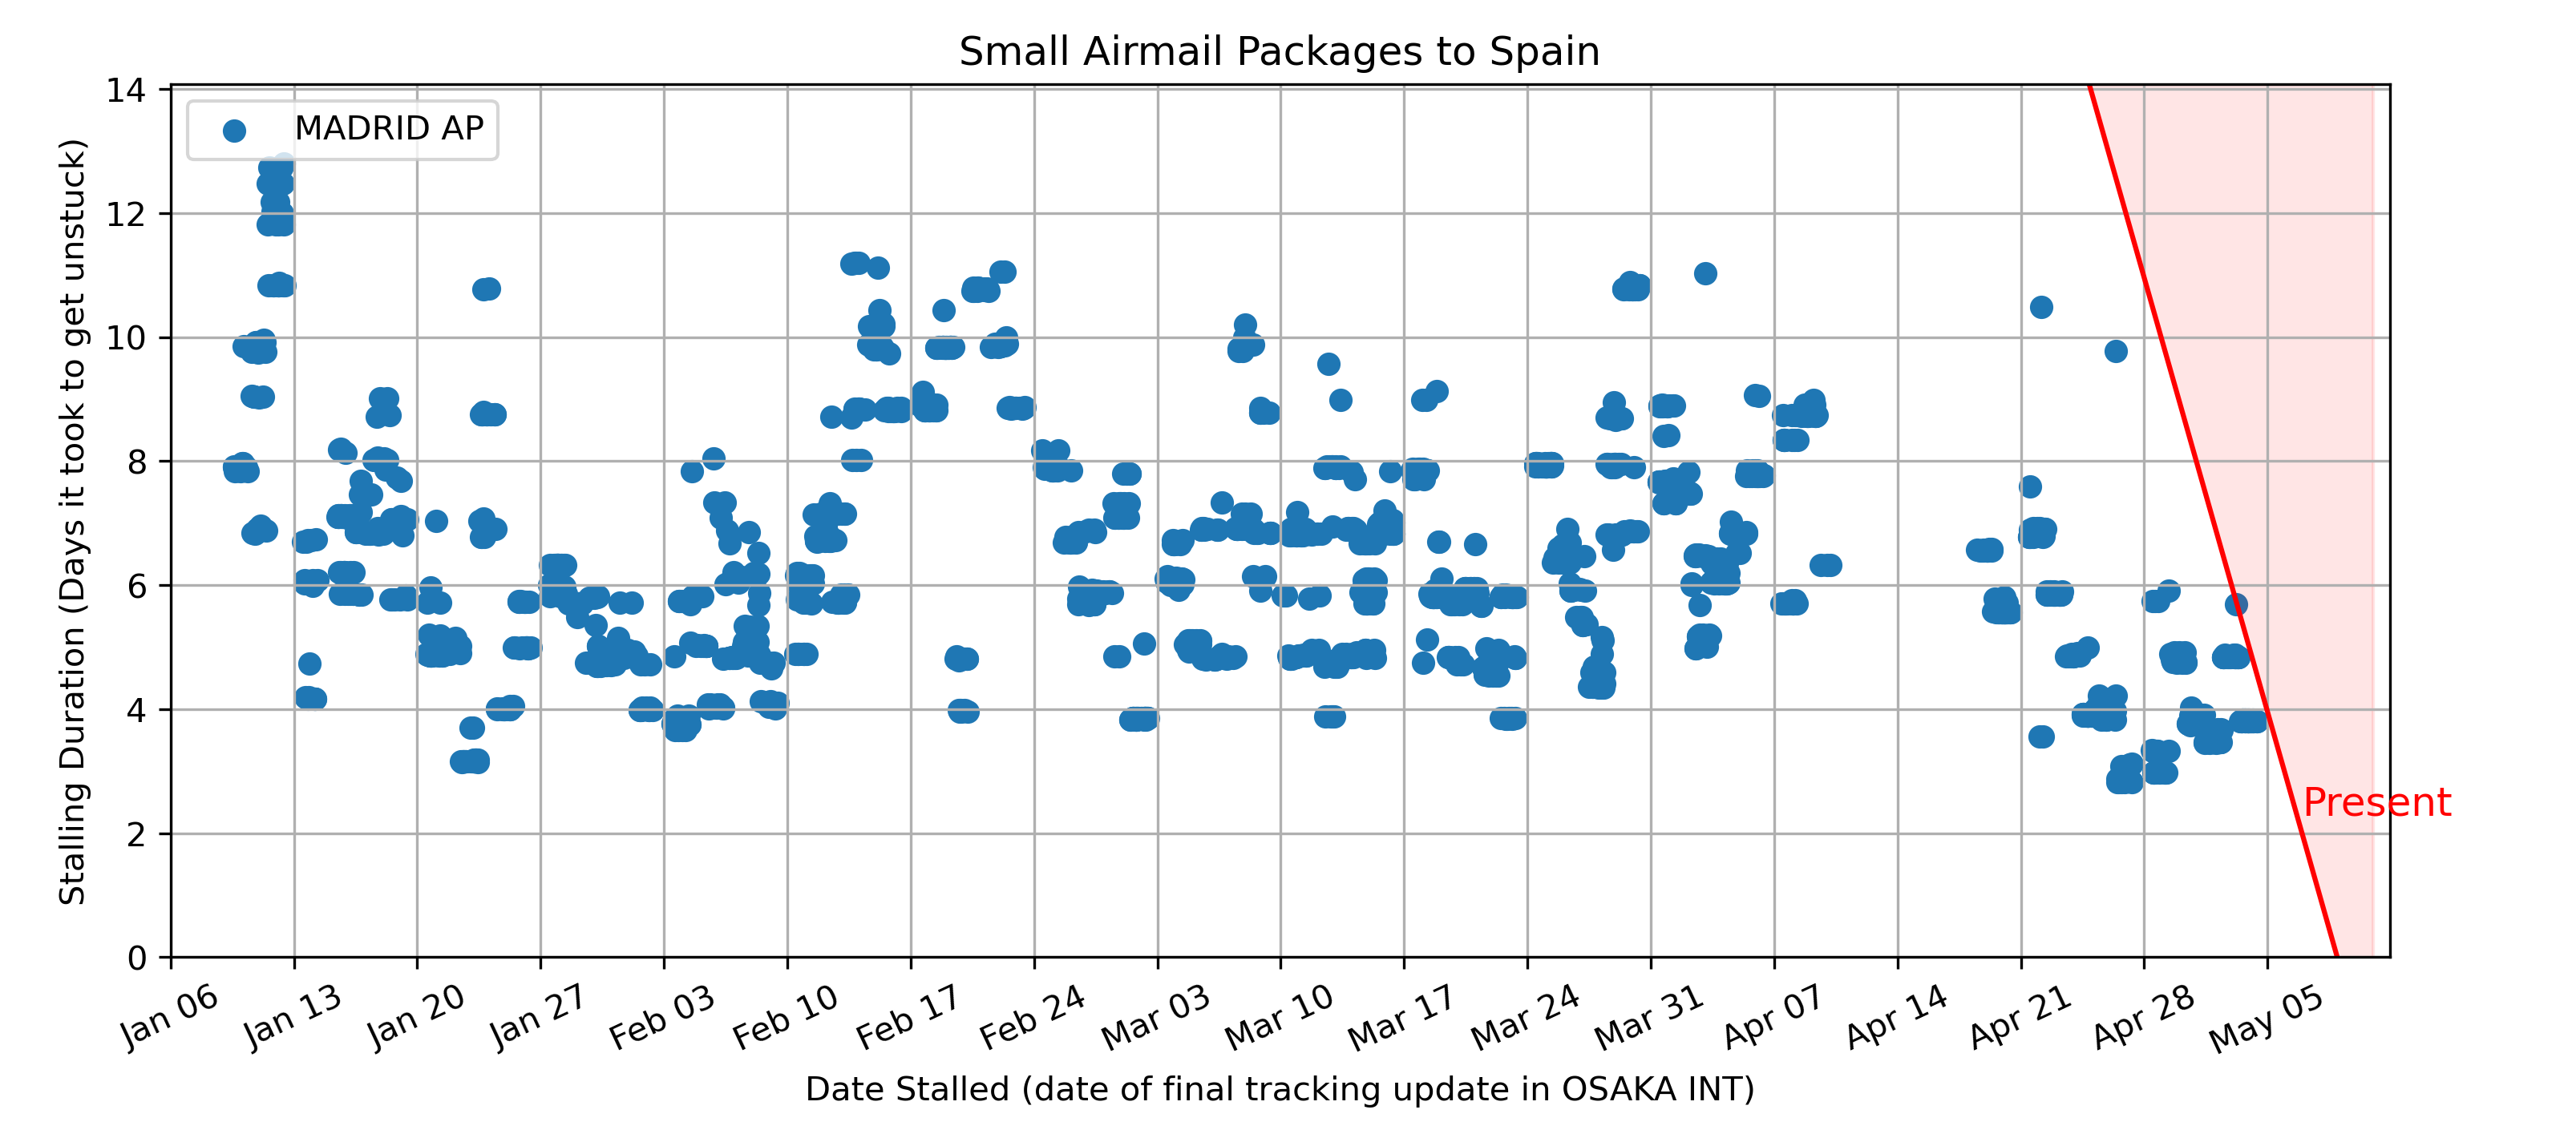 Small Airmail Packages to Spain
MADRID AP
Stalling Duration (Days it took to get unstuck)
14
12
10
8
6
4
2
0
Present
Jan 06
Jan 13
Jan 20
Jan 27
Feb 03
Feb 10
Feb 17
Feb 24
Mar 03
Mar 10
Mar 17
Mar 24
Mar 31
Apr 07
Apr 14
Apr 21
Apr 28
May 05
Date Stalled (date of final tracking update in OSAKA INT)